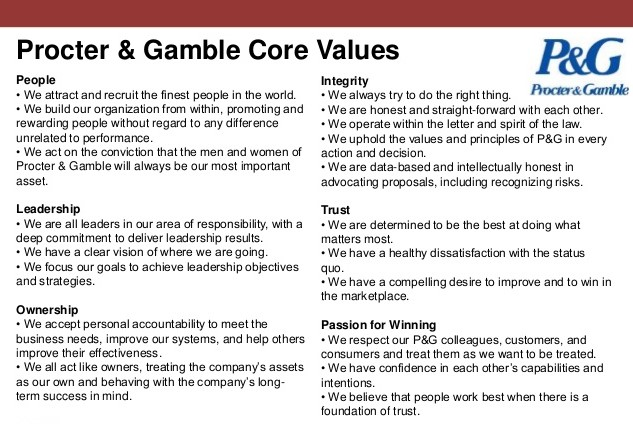 Procter & Gamble Core Values
P&G
Procter & Gamble
People
• We attract and recruit the finest people in the world.
• We build our organization from within, promoting and
rewarding people without regard to any difference
unrelated to performance.
• We act on the conviction that the men and women of
Procter & Gamble will always be our most important
asset.
Leadership
• We are all leaders in our area of responsibility, with a
deep commitment to deliver leadership results.
• We have a clear vision of where we are going.
• We focus our goals to achieve leadership objectives
and strategies.
Ownership
• We accept personal accountability to meet the
business needs, improve our systems, and help others
improve their effectiveness.
• We all act like owners, treating the company's assets
as our own and behaving with the company's long-
term success in mind.
Integrity
• We always try to do the right thing.
• We are honest and straight-forward with each other.
• We operate within the letter and spirit of the law.
• We uphold the values and principles of P&G in every
action and decision.
• We are data-based and intellectually honest in
advocating proposals, including recognizing risks.
Trust
• We are determined to be the best at doing what
matters most.
• We have a healthy dissatisfaction with the status
quo.
• We have a compelling desire to improve and to win in
the marketplace.
Passion for Winning
• We respect our P&G colleagues, customers, and
consumers and treat them as we want to be treated.
• We have confidence in each other's capabilities and
intentions.
• We believe that people work best when there is a
foundation of trust.